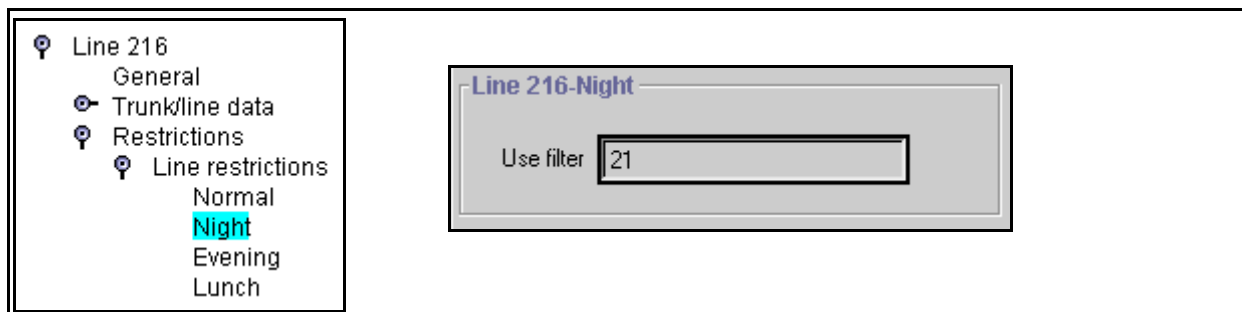 Line 216
General
Trunk/line data
Restrictions
Line restrictions
Normal
Night
Evening
Lunch
Line 216-Night
Use filter 21